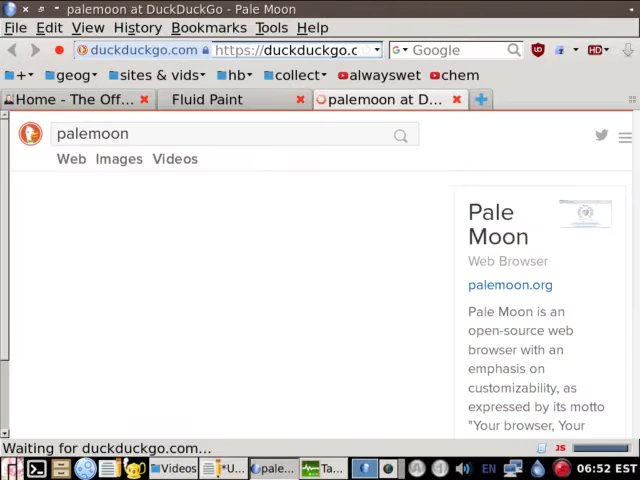 palemoon at DuckDuckGo - Pale Moon
File Edit View History Bookmarks Tools Help
duckduckgo.com https://duckduckgo.c Google HD
+ geog sites & vids hb collect alwayswet chem
Home - The Off... Fluid Paint palemoon at D...
palemoon
Web Images Videos
Pale
Moon
Web Browser
palemoon.org
Pale Moon is an
open-source web
browser with an
emphasis on
customizability, as
expressed by its motto
"Your browser, Your
Waiting for duckduckgo.com... JS
Videos *U... pale... Ta... A 1 EN 06:52 EST